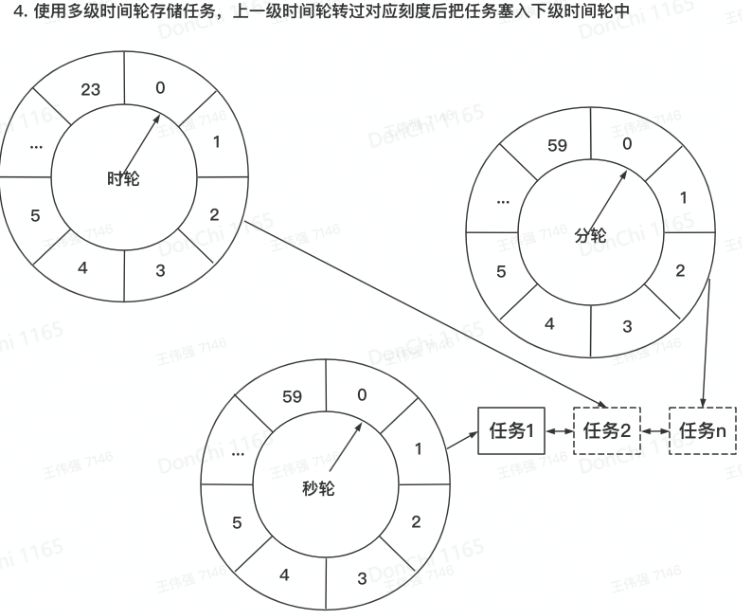 4. 使用多级时间轮存储任务，上一级时间轮转过对应刻度后把任务塞入下级时间轮中
23 0
... 1
时轮
5 2
4 3
59 0
... 1
分轮
5 2
4 3
59 0
... 1
秒轮
5 2
4 3
任务1 任务2 任务n
DonChi 1165
王伟强 7146